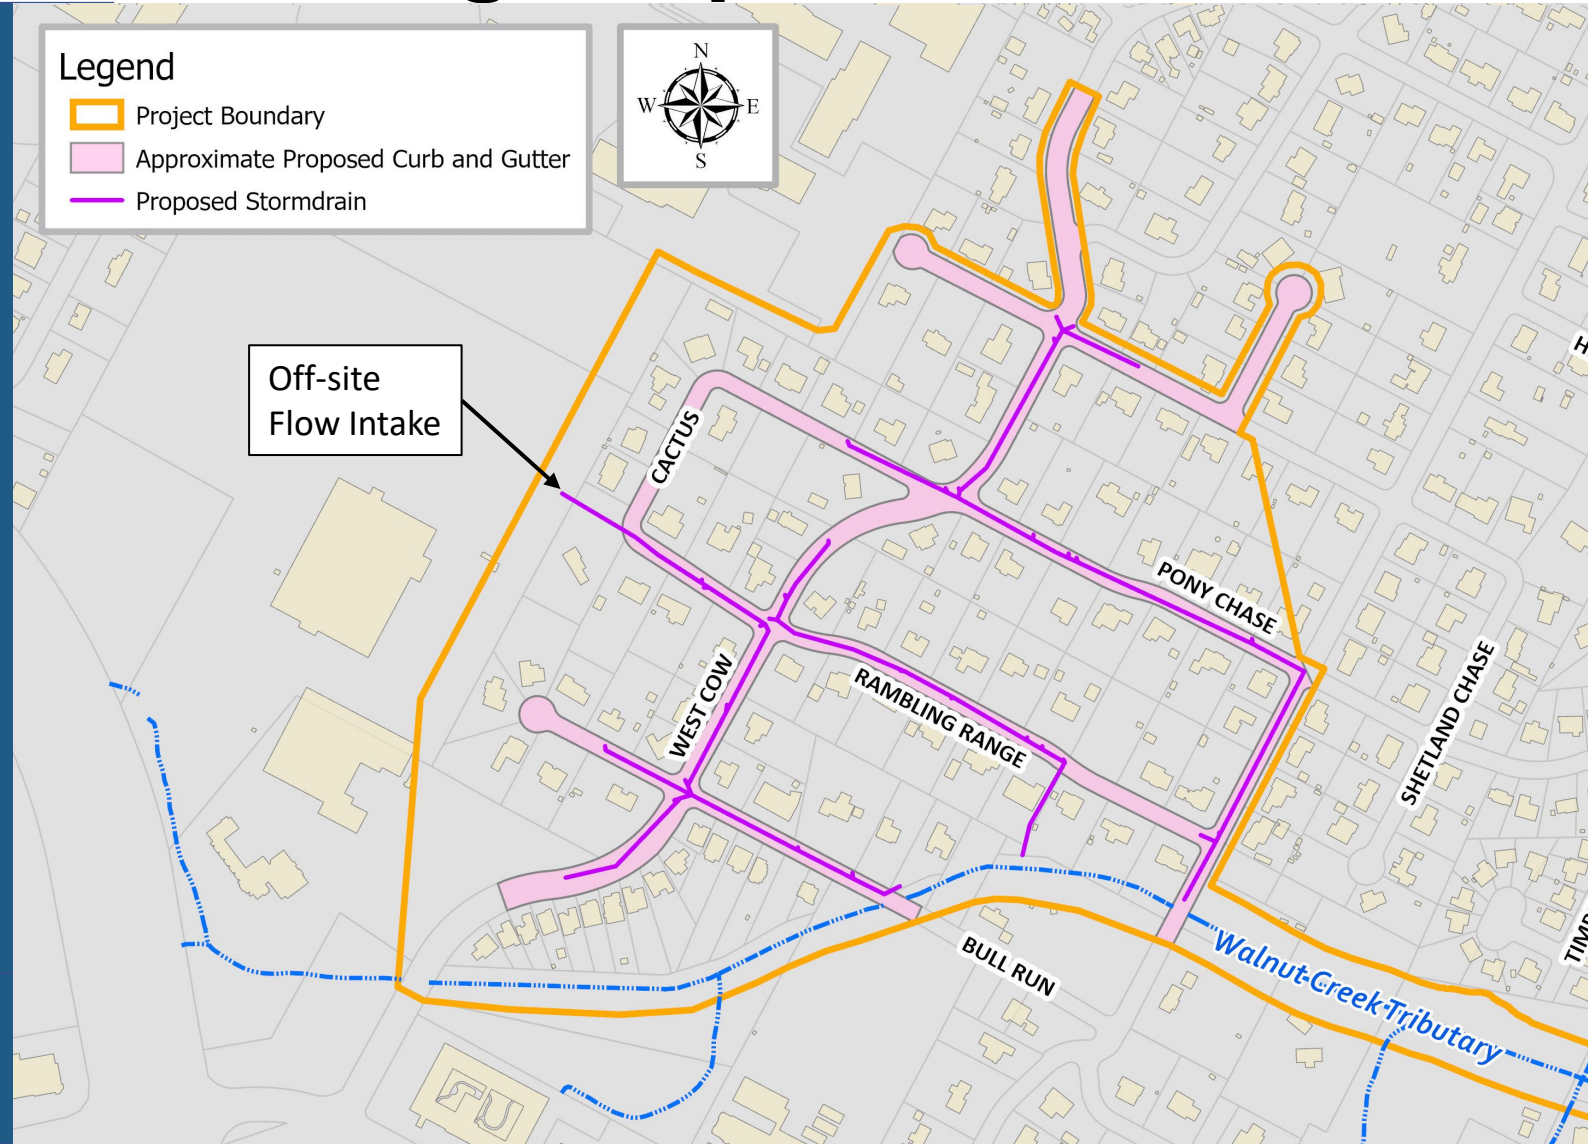 Legend
Project Boundary
Approximate Proposed Curb and Gutter
Proposed Stormdrain
N
W
E
S
Off-site
Flow Intake
CACTUS
PONY CHASE
WEST COW
RAMBLING RANGE
SHETLAND CHASE
BULL RUN
Walnut Creek Tributary